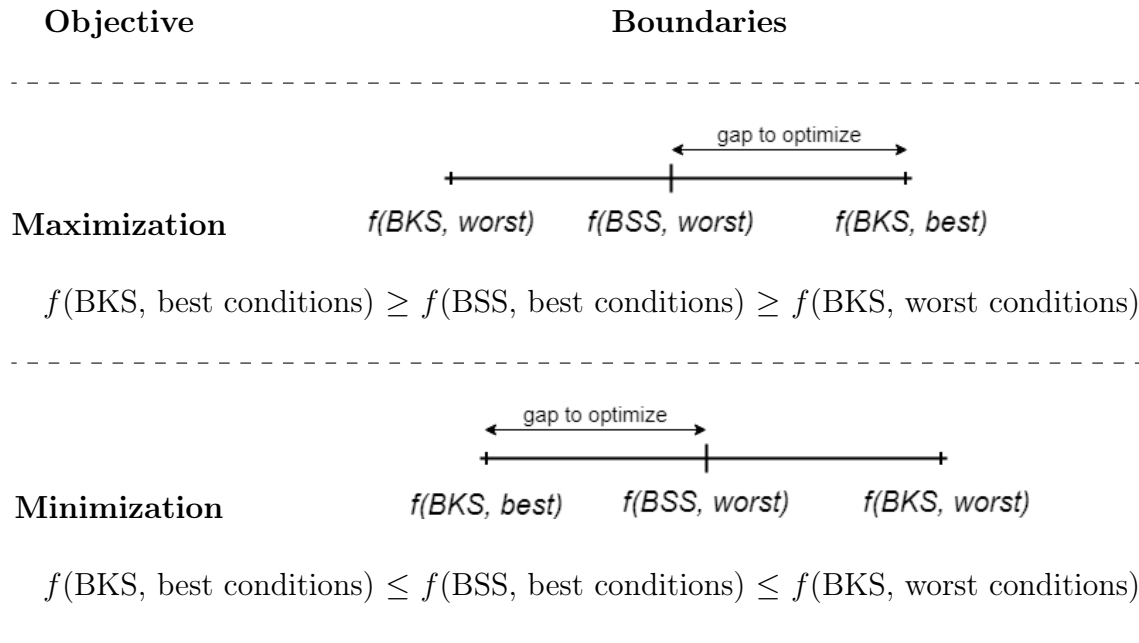 Objective Boundaries
gap to optimize
f(BKS, worst) f(BSS, worst) f(BKS, best)
Maximization
f(BKS, best conditions) ≥ f(BSS, best conditions) ≥ f(BKS, worst conditions)
gap to optimize
f(BKS, best) f(BSS, worst) f(BKS, worst)
Minimization
f(BKS, best conditions) ≤ f(BSS, best conditions) ≤ f(BKS, worst conditions)